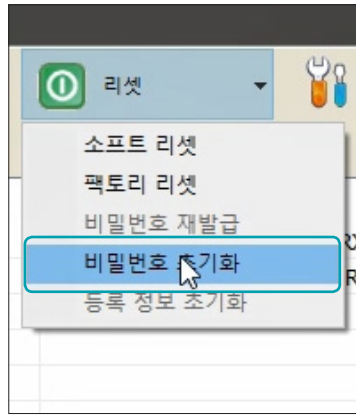 리셋
소프트 리셋
팩토리 리셋
비밀번호 재발급
비밀번호 초기화
등록 정보 초기화